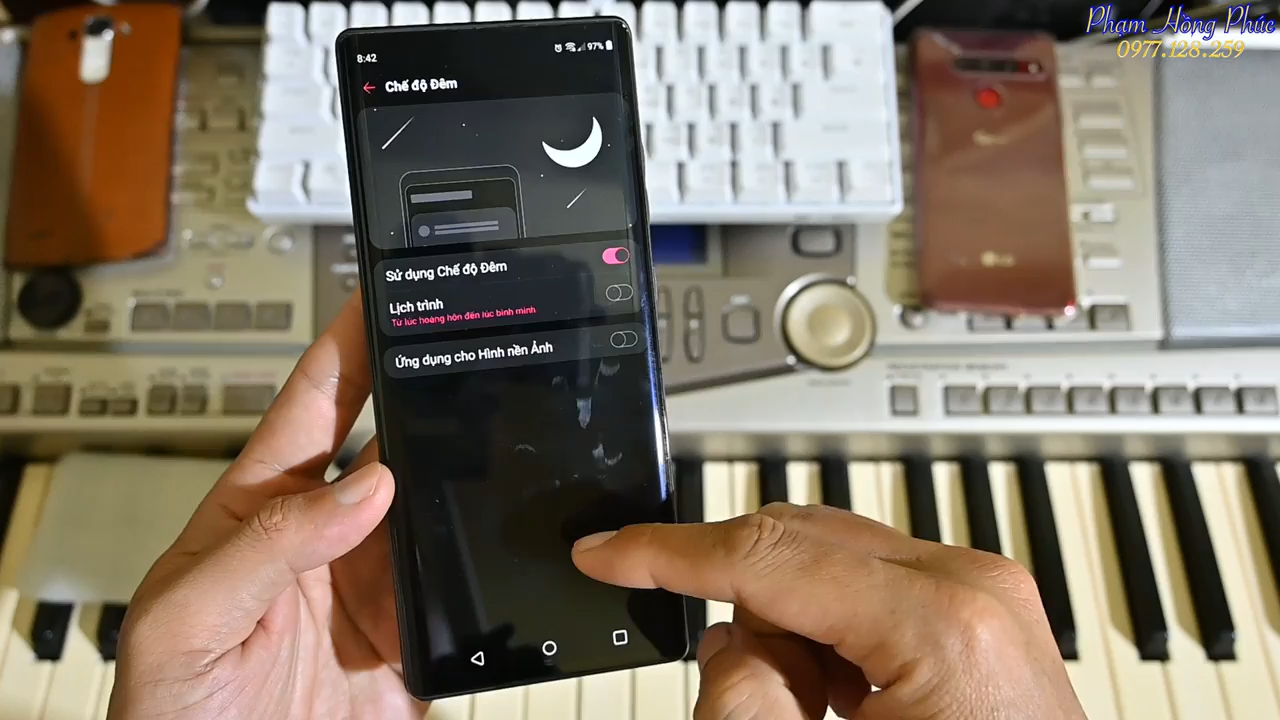 Phạm Hồng Phúc
0977.128.259
8:42
97%
Chế độ Đêm
Sử dụng Chế độ Đêm
Lịch trình
Từ lúc hoàng hôn đến lúc bình minh
Ứng dụng cho Hình nền Ảnh
LG